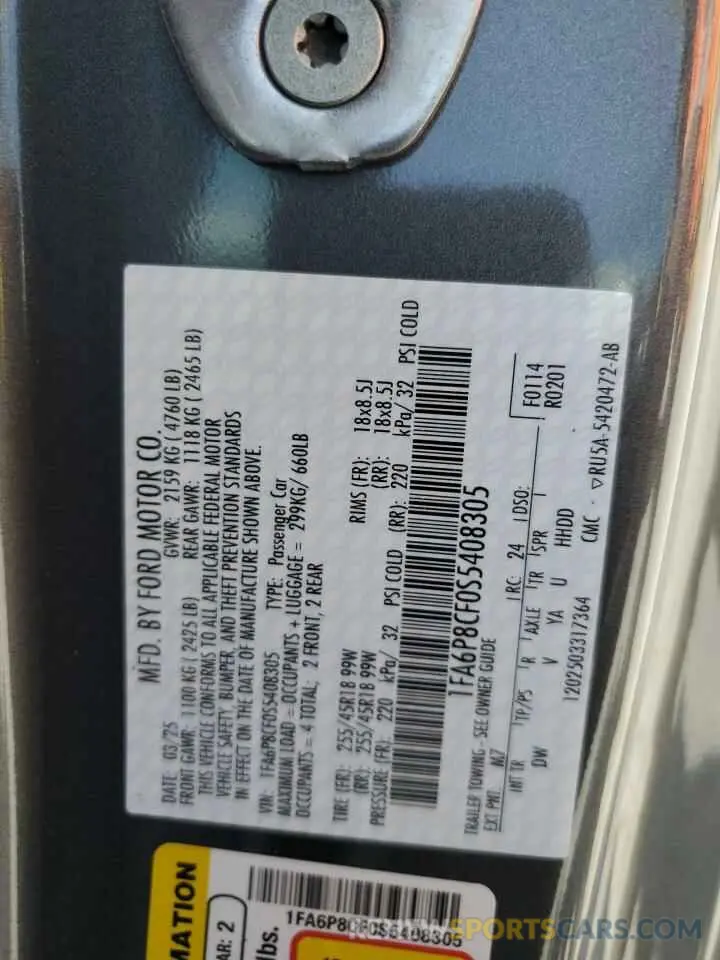 MFD. BY FORD MOTOR CO.
DATE: 03/25 GVWR: 2159 KG ( 4760 LB)
FRONT GAWR: 1100 KG ( 2425 LB) REAR GAWR: 1118 KG ( 2465 LB)
THIS VEHICLE CONFORMS TO ALL APPLICABLE FEDERAL MOTOR
VEHICLE SAFETY, BUMPER, AND THEFT PREVENTION STANDARDS
IN EFFECT ON THE DATE OF MANUFACTURE SHOWN ABOVE.
VIN: 1FA6P8CF0S5408305 TYPE: Passenger Car
MAXIMUM LOAD = OCCUPANTS + LUGGAGE = 299KG/ 660LB
OCCUPANTS = 4 TOTAL; 2 FRONT, 2 REAR
TIRE (FR): 255/45R18 99W RIMS (FR): 18x8.5J
(RR): 255/45R18 99W (RR): 18x8.5J
PRESSURE (FR): 220 kPa/ 32 PSI COLD (RR): 220 kPa/ 32 PSI COLD
1FA6P8CF0S5408305
TRAILER TOWING - SEE OWNER GUIDE
EXT PNT: M7 RC: 24 DSO: F0114
R0201
INT TR TP/PS R AXLE TR SPR
DW V YA U HHDD
1202503317364 CMC ▽RU5A-5420472-AB
MATION
AR: 2
lbs.
1FA6P8CF0S5408305
SPORTSCARS.COM